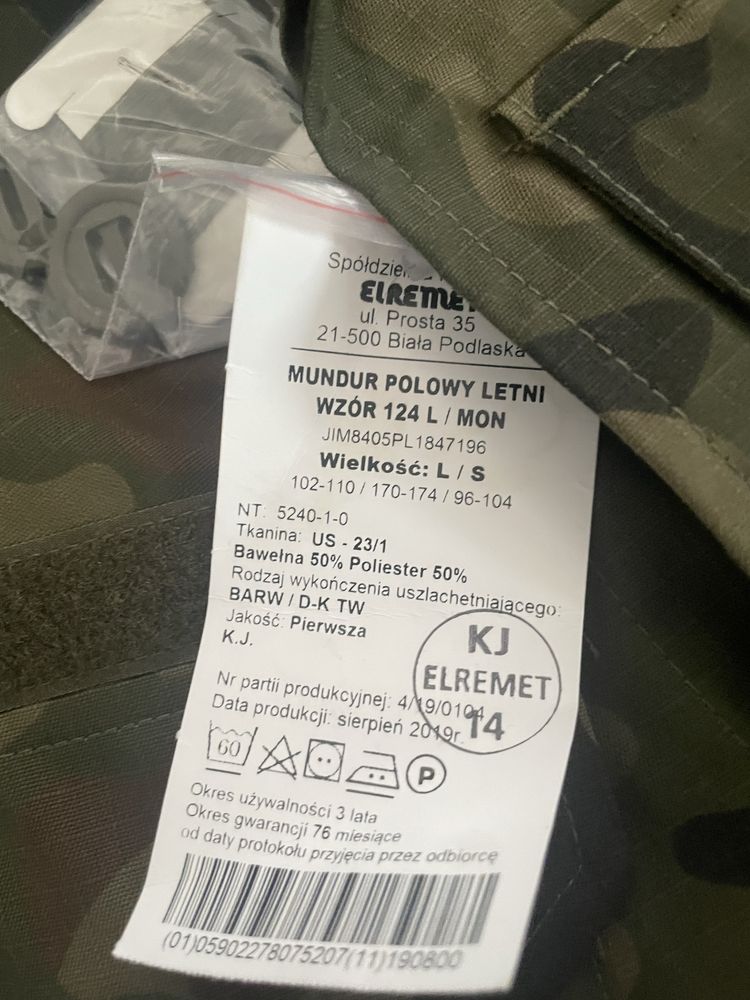 ELREMET
ul. Prosta 35
21-500 Biała Podlaska
MUNDUR POLOWY LETNI
WZÓR 124 L / MON
JIM8405PL1847196
Wielkość: L / S
102-110 / 170-174 / 96-104
NT: 5240-1-0
Tkanina: US - 23/1
Bawełna 50% Poliester 50%
Rodzaj wykończenia uszlachetniającego:
BARW / D-K TW
Jakość: Pierwsza
K.J.
KJ
ELREMET
14
Nr partii produkcyjnej: 4/19/0104
Data produkcji: sierpień 2019r.
60
P
Okres używalności 3 lata
Okres gwarancji 76 miesiące
od daty protokołu przyjęcia przez odbiorcę
(01)05902278075207(11)190800